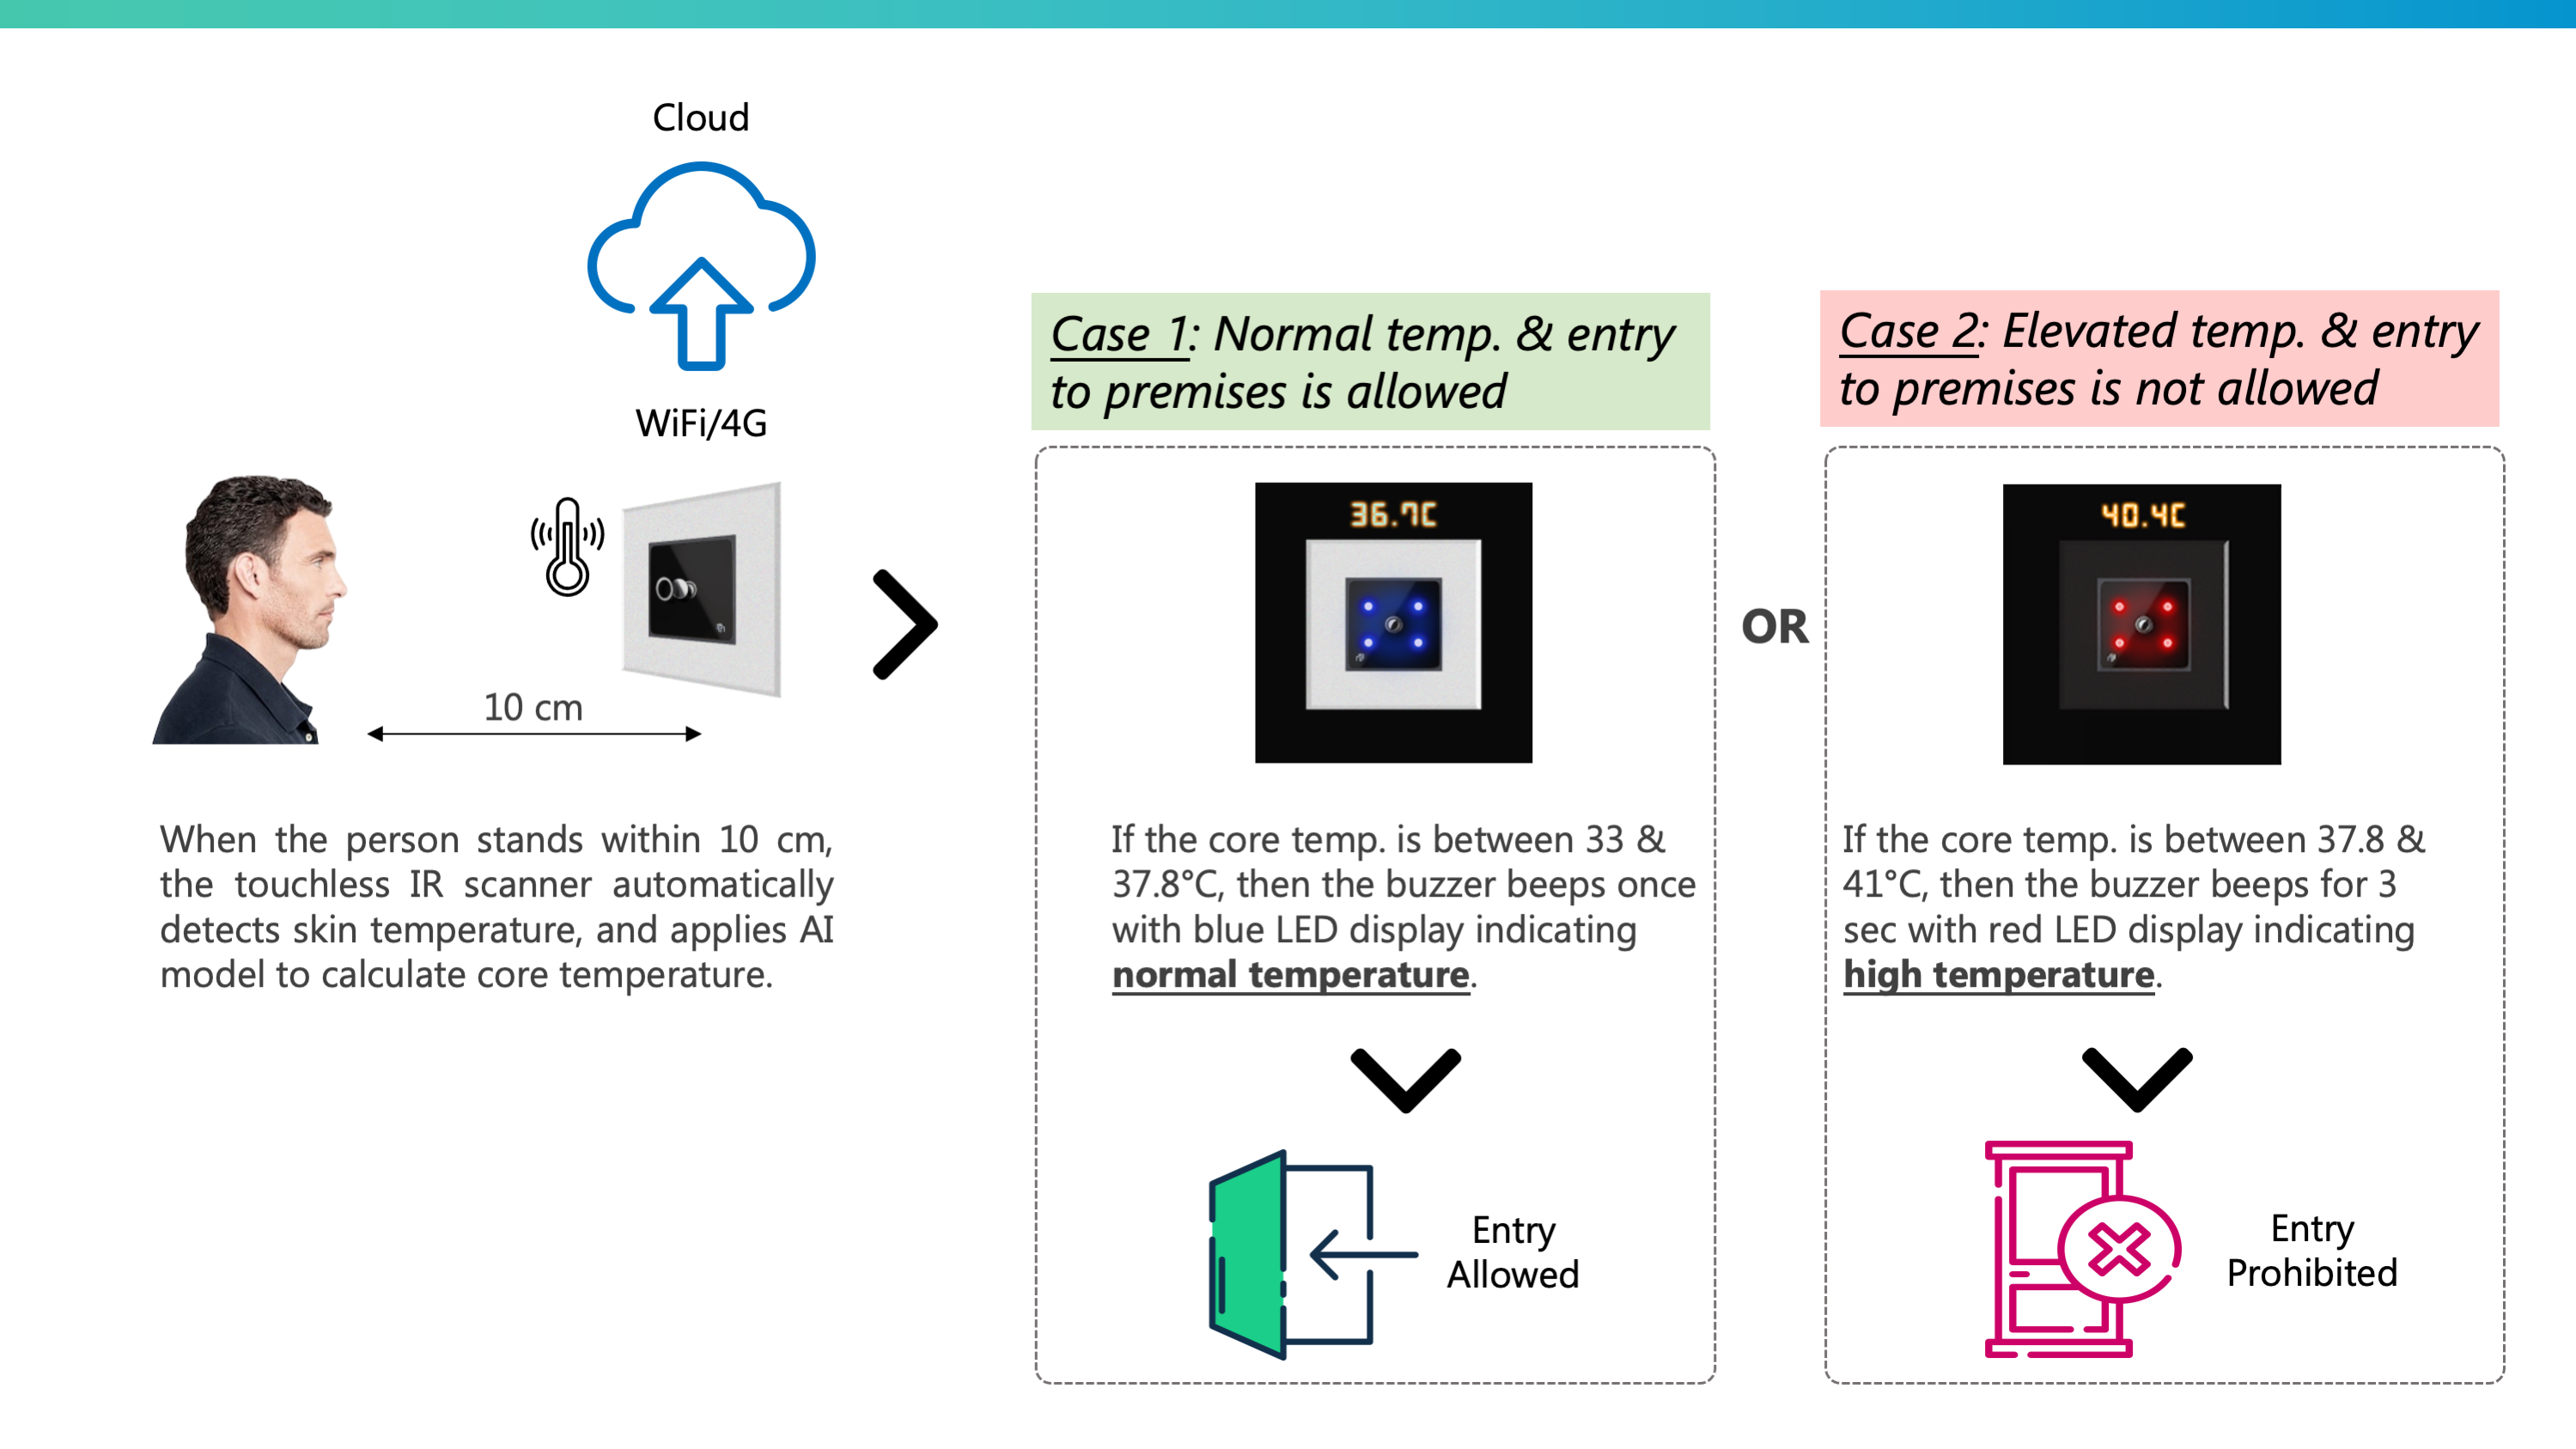 Cloud
WiFi/4G
10 cm
When the person stands within 10 cm,
the touchless IR scanner automatically
detects skin temperature, and applies AI
model to calculate core temperature.
Case 1: Normal temp. & entry
to premises is allowed
36.7C
If the core temp. is between 33 &
37.8°C, then the buzzer beeps once
with blue LED display indicating
normal temperature.
Entry
Allowed
OR
Case 2: Elevated temp. & entry
to premises is not allowed
40.4C
If the core temp. is between 37.8 &
41°C, then the buzzer beeps for 3
sec with red LED display indicating
high temperature.
Entry
Prohibited